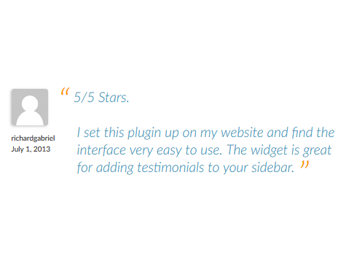 “ 5/5 Stars.
richardgabriel
July 1, 2013
I set this plugin up on my website and find the
interface very easy to use. The widget is great
for adding testimonials to your sidebar. ”